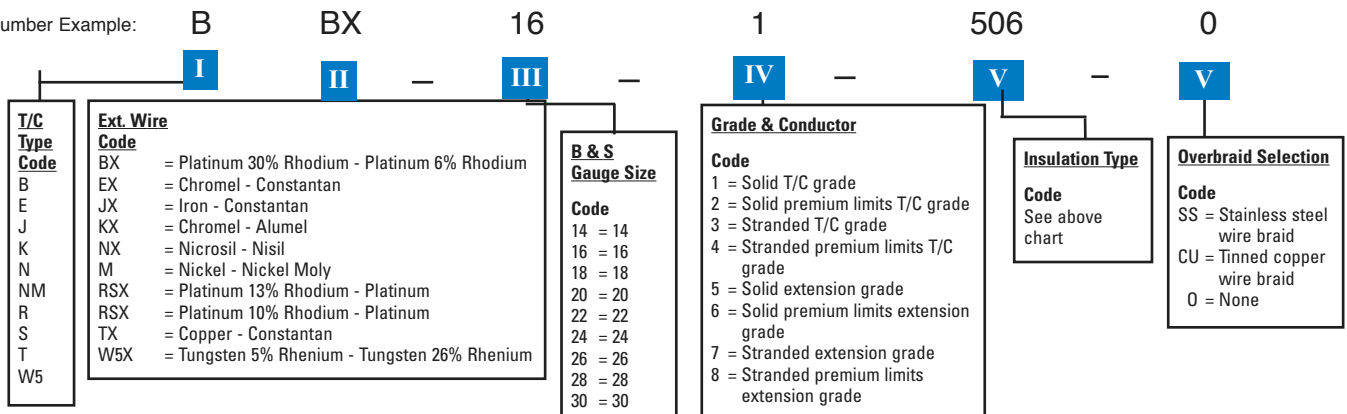 umber Example: B BX 16 1 506 0
I II – III – IV – V – V
T/C
Type
Code
B
E
J
K
N
NM
R
S
T
W5
Ext. Wire
Code
BX = Platinum 30% Rhodium - Platinum 6% Rhodium
EX = Chromel - Constantan
JX = Iron - Constantan
KX = Chromel - Alumel
NX = Nicrosil - Nisil
M = Nickel - Nickel Moly
RSX = Platinum 13% Rhodium - Platinum
RSX = Platinum 10% Rhodium - Platinum
TX = Copper - Constantan
W5X = Tungsten 5% Rhenium - Tungsten 26% Rhenium
B & S
Gauge Size
Code
14 = 14
16 = 16
18 = 18
20 = 20
22 = 22
24 = 24
26 = 26
28 = 28
30 = 30
Grade & Conductor
Code
1 = Solid T/C grade
2 = Solid premium limits T/C grade
3 = Stranded T/C grade
4 = Stranded premium limits T/C
grade
5 = Solid extension grade
6 = Solid premium limits extension
grade
7 = Stranded extension grade
8 = Stranded premium limits
extension grade
Insulation Type
Code
See above
chart
Overbraid Selection
Code
SS = Stainless steel
wire braid
CU = Tinned copper
wire braid
0 = None